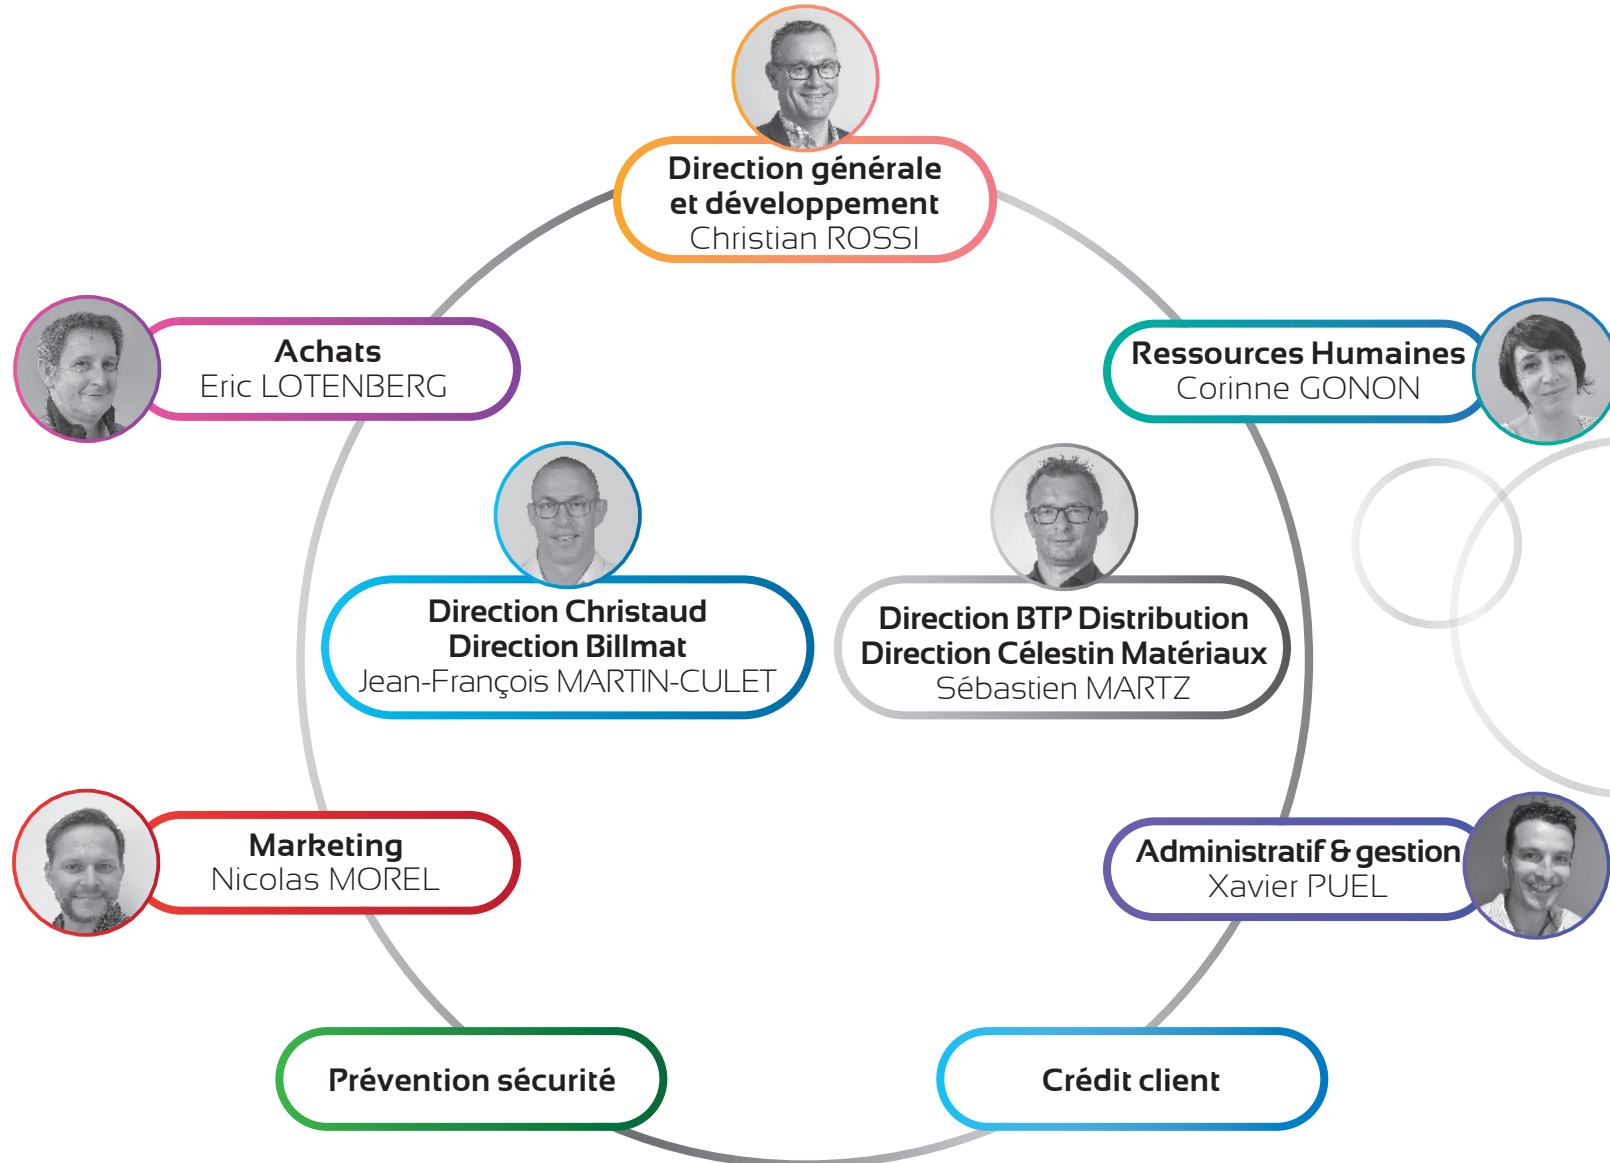 Direction générale
et développement
Christian ROSSI
Achats
Eric LOTENBERG
Ressources Humaines
Corinne GONON
Direction Christaud
Direction Billmat
Jean-François MARTIN-CULET
Direction BTP Distribution
Direction Célestin Matériaux
Sébastien MARTZ
Marketing
Nicolas MOREL
Administratif & gestion
Xavier PUEL
Prévention sécurité
Crédit client